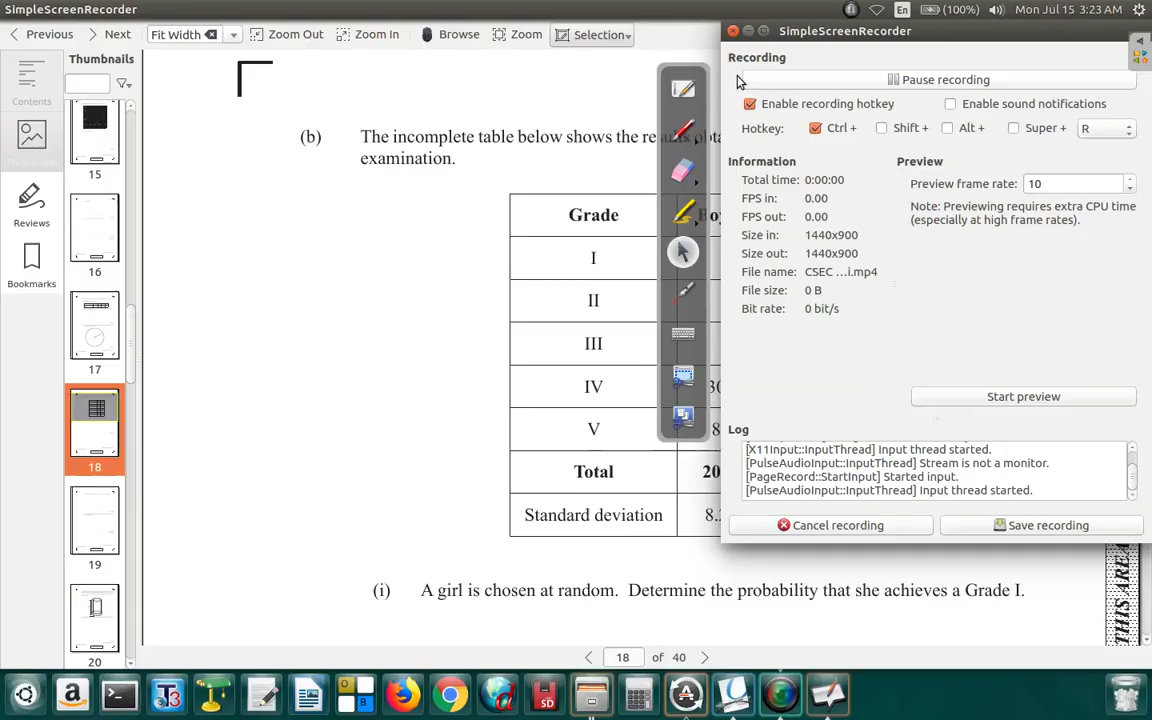 SimpleScreenRecorder
En
(100%)
Mon Jul 15 3:23 AM
Previous
Next
Fit Width
Zoom Out
Zoom In
Browse
Zoom
Selection
Thumbnails
Contents
Reviews
Bookmarks
15
16
17
18
19
20
(b) The incomplete table below shows the
examination.
Grade
I
II
III
IV
V
Total
20
Standard deviation
8.
(i) A girl is chosen at random. Determine the probability that she achieves a Grade I.
18 of 40
THIS AREA
SimpleScreenRecorder
Recording
Pause recording
Enable recording hotkey
Enable sound notifications
Hotkey: Ctrl + Shift + Alt + Super + R
Information
Total time: 0:00:00
FPS in: 0.00
FPS out: 0.00
Size in: 1440x900
Size out: 1440x900
File name: CSEC ...i.mp4
File size: 0 B
Bit rate: 0 bit/s
Preview
Preview frame rate: 10
Note: Previewing requires extra CPU time
(especially at high frame rates).
Start preview
Log
[X11Input::InputThread] Input thread started.
[PulseAudioInput::InputThread] Stream is not a monitor.
[PageRecord::StartInput] Started input.
[PulseAudioInput::InputThread] Input thread started.
Cancel recording
Save recording
SD